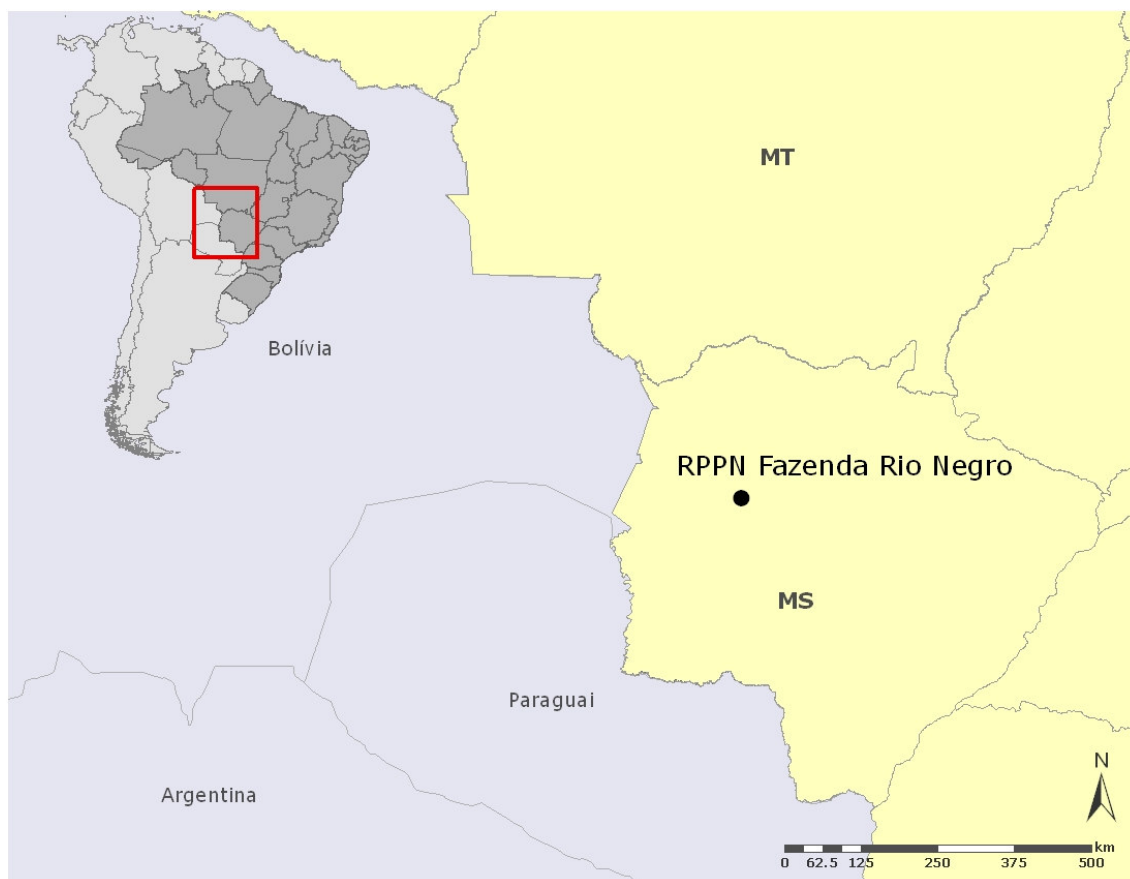 MT
Bolívia
RPPN Fazenda Rio Negro
MS
Paraguai
Argentina
N
km
0 62.5 125 250 375 500